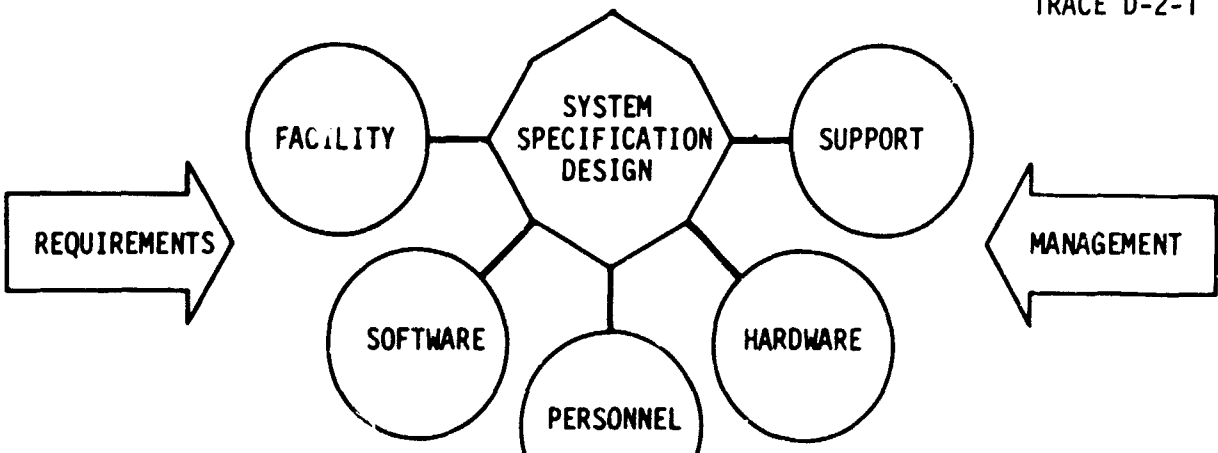 TRACE D-2-1
SYSTEM
SPECIFICATION
DESIGN
FACILITY
SUPPORT
REQUIREMENTS
MANAGEMENT
SOFTWARE
HARDWARE
PERSONNEL